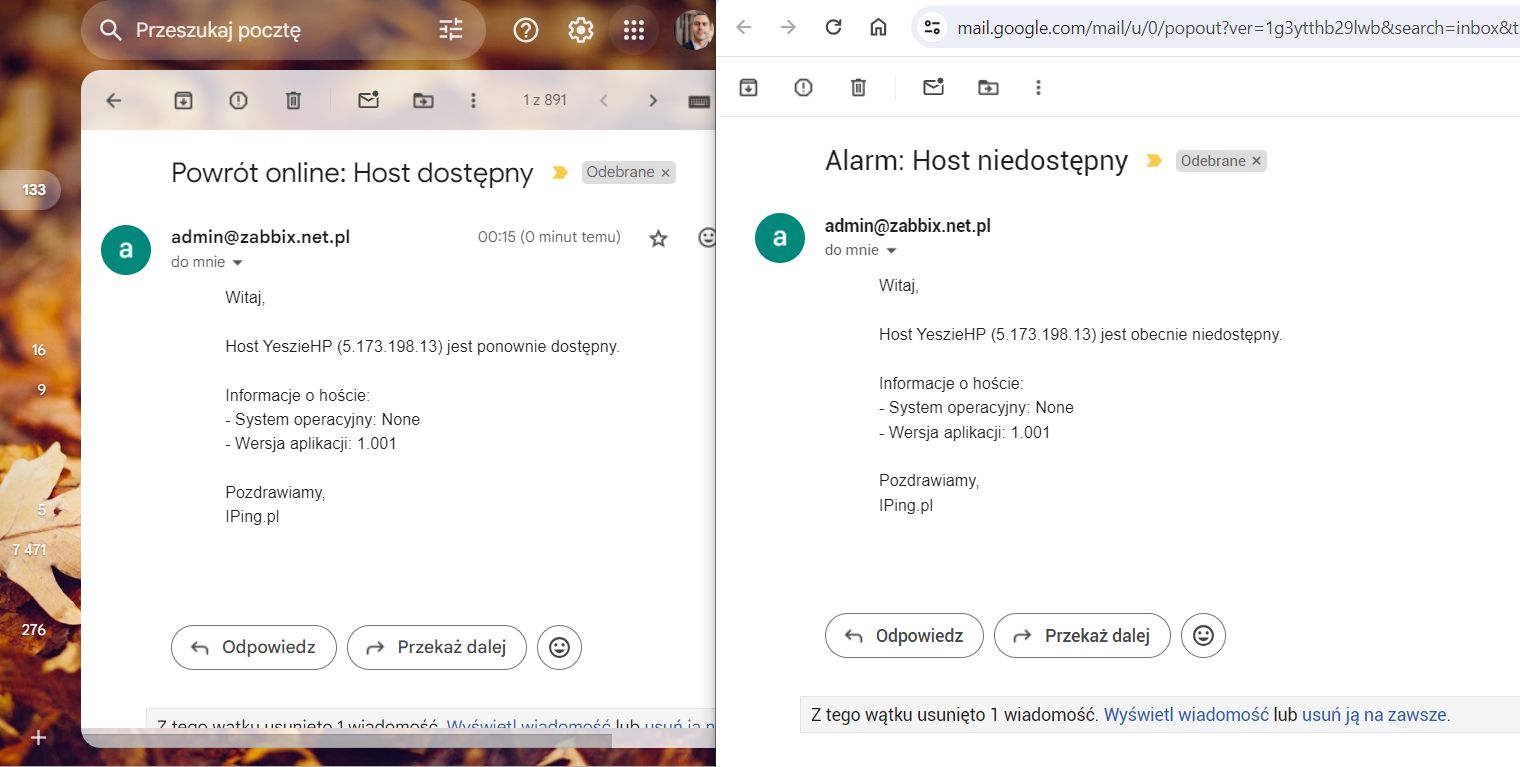 Przeszukaj pocztę
1 z 891
133
16
9
5
7 471
276
Powrót online: Host dostępny
Odebrane ×
a
admin@zabbix.net.pl
00:15 (0 minut temu)
do mnie
Witaj,
Host YeszieHP (5.173.198.13) jest ponownie dostępny.
Informacje o hoście:
- System operacyjny: None
- Wersja aplikacji: 1.001
Pozdrawiamy,
IPing.pl
Odpowiedz
Przekaż dalej
Z tego wątku usunięto 1 wiadomość. Wyświetl wiadomość lub usuń ją n
mail.google.com/mail/u/0/popout?ver=1g3ytthb29lwb&search=inbox&t
Alarm: Host niedostępny
Odebrane ×
a
admin@zabbix.net.pl
do mnie
Witaj,
Host YeszieHP (5.173.198.13) jest obecnie niedostępny.
Informacje o hoście:
- System operacyjny: None
- Wersja aplikacji: 1.001
Pozdrawiamy,
IPing.pl
Odpowiedz
Przekaż dalej
Z tego wątku usunięto 1 wiadomość. Wyświetl wiadomość lub usuń ją na zawsze.